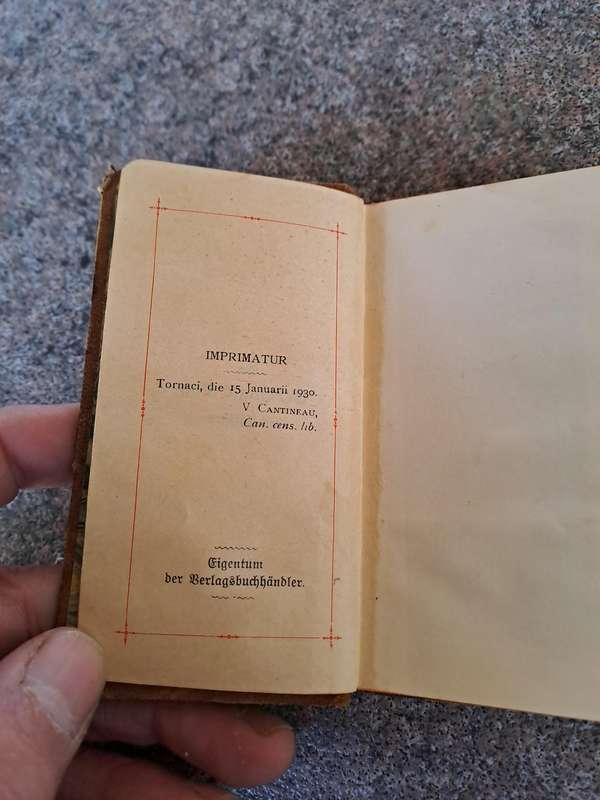 IMPRIMATUR
Tornaci, die 15 Januarii 1930.
V Cantineau,
Can. cens. lib.
Eigentum
der Verlagsbuchhändler.